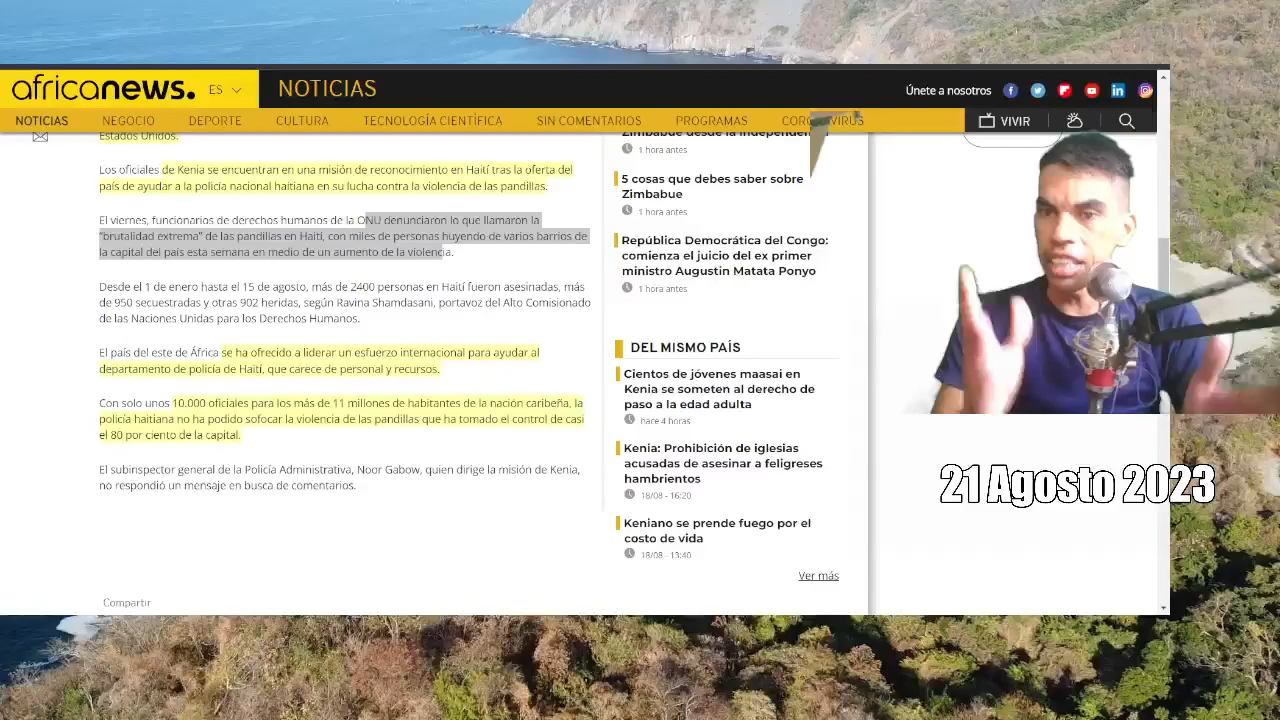 africanews.
ES
NOTICIAS
Únete a nosotros
NOTICIAS
NEGOCIO
DEPORTE
CULTURA
TECNOLOGÍA CIENTÍFICA
SIN COMENTARIOS
PROGRAMAS
CORONAVIRUS
VIVIR
Estados Unidos.
Los oficiales de Kenia se encuentran en una misión de reconocimiento en Haití tras la oferta del
país de ayudar a la policía nacional haitiana en su lucha contra la violencia de las pandillas.
El viernes, funcionarios de derechos humanos de la ONU denunciaron lo que llamaron la
"brutalidad extrema" de las pandillas en Haití, con miles de personas huyendo de varios barrios de
la capital del país esta semana en medio de un aumento de la violencia.
Desde el 1 de enero hasta el 15 de agosto, más de 2400 personas en Haití fueron asesinadas, más
de 950 secuestradas y otras 902 heridas, según Ravina Shamdasani, portavoz del Alto Comisionado
de las Naciones Unidas para los Derechos Humanos.
El país del este de África se ha ofrecido a liderar un esfuerzo internacional para ayudar al
departamento de policía de Haití, que carece de personal y recursos.
Con solo unos 10.000 oficiales para los más de 11 millones de habitantes de la nación caribeña, la
policía haitiana no ha podido sofocar la violencia de las pandillas que ha tomado el control de casi
el 80 por ciento de la capital.
El subinspector general de la Policía Administrativa, Noor Gabow, quien dirige la misión de Kenia,
no respondió un mensaje en busca de comentarios.
Compartir
Zimbabue desde la independen
1 hora antes
5 cosas que debes saber sobre
Zimbabue
1 hora antes
República Democrática del Congo:
comienza el juicio del ex primer
ministro Augustin Matata Ponyo
1 hora antes
DEL MISMO PAÍS
Cientos de jóvenes maasai en
Kenia se someten al derecho de
paso a la edad adulta
hace 4 horas
Kenia: Prohibición de iglesias
acusadas de asesinar a feligreses
hambrientos
18/08 - 16:20
Keniano se prende fuego por el
costo de vida
18/08 - 13:40
Ver más
21 Agosto 2023